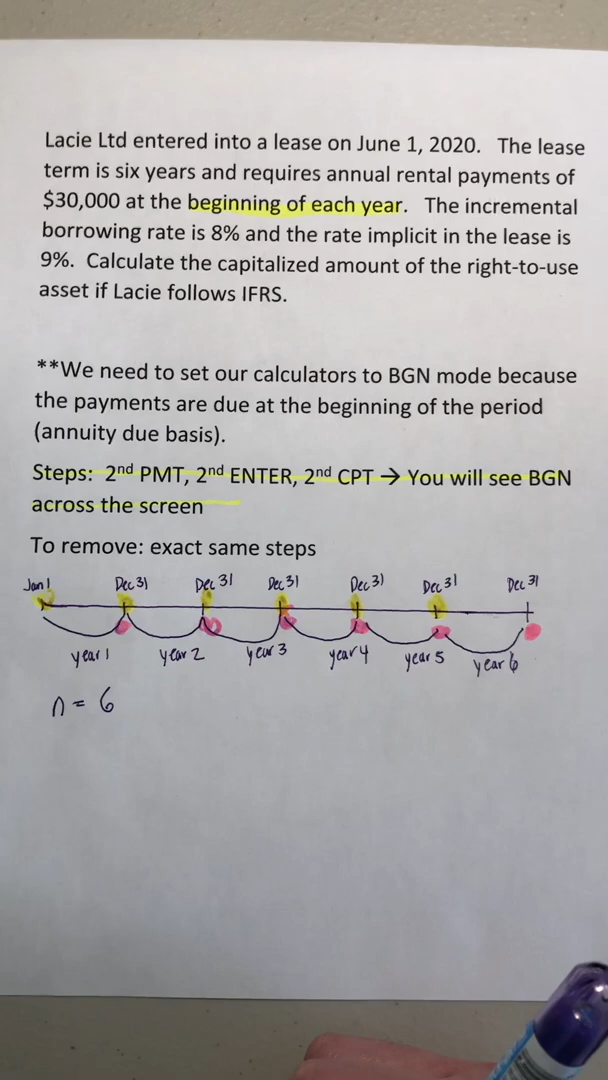 Lacie Ltd entered into a lease on June 1, 2020. The lease
term is six years and requires annual rental payments of
$30,000 at the beginning of each year. The incremental
borrowing rate is 8% and the rate implicit in the lease is
9%. Calculate the capitalized amount of the right-to-use
asset if Lacie follows IFRS.
**We need to set our calculators to BGN mode because
the payments are due at the beginning of the period
(annuity due basis).
Steps: 2nd PMT, 2nd ENTER, 2nd CPT → You will see BGN
across the screen
To remove: exact same steps
Jan 1 Dec 31 Dec 31 Dec 31 Dec 31 Dec 31 Dec 31
year 1 year 2 year 3 year 4 year 5 year 6
n = 6